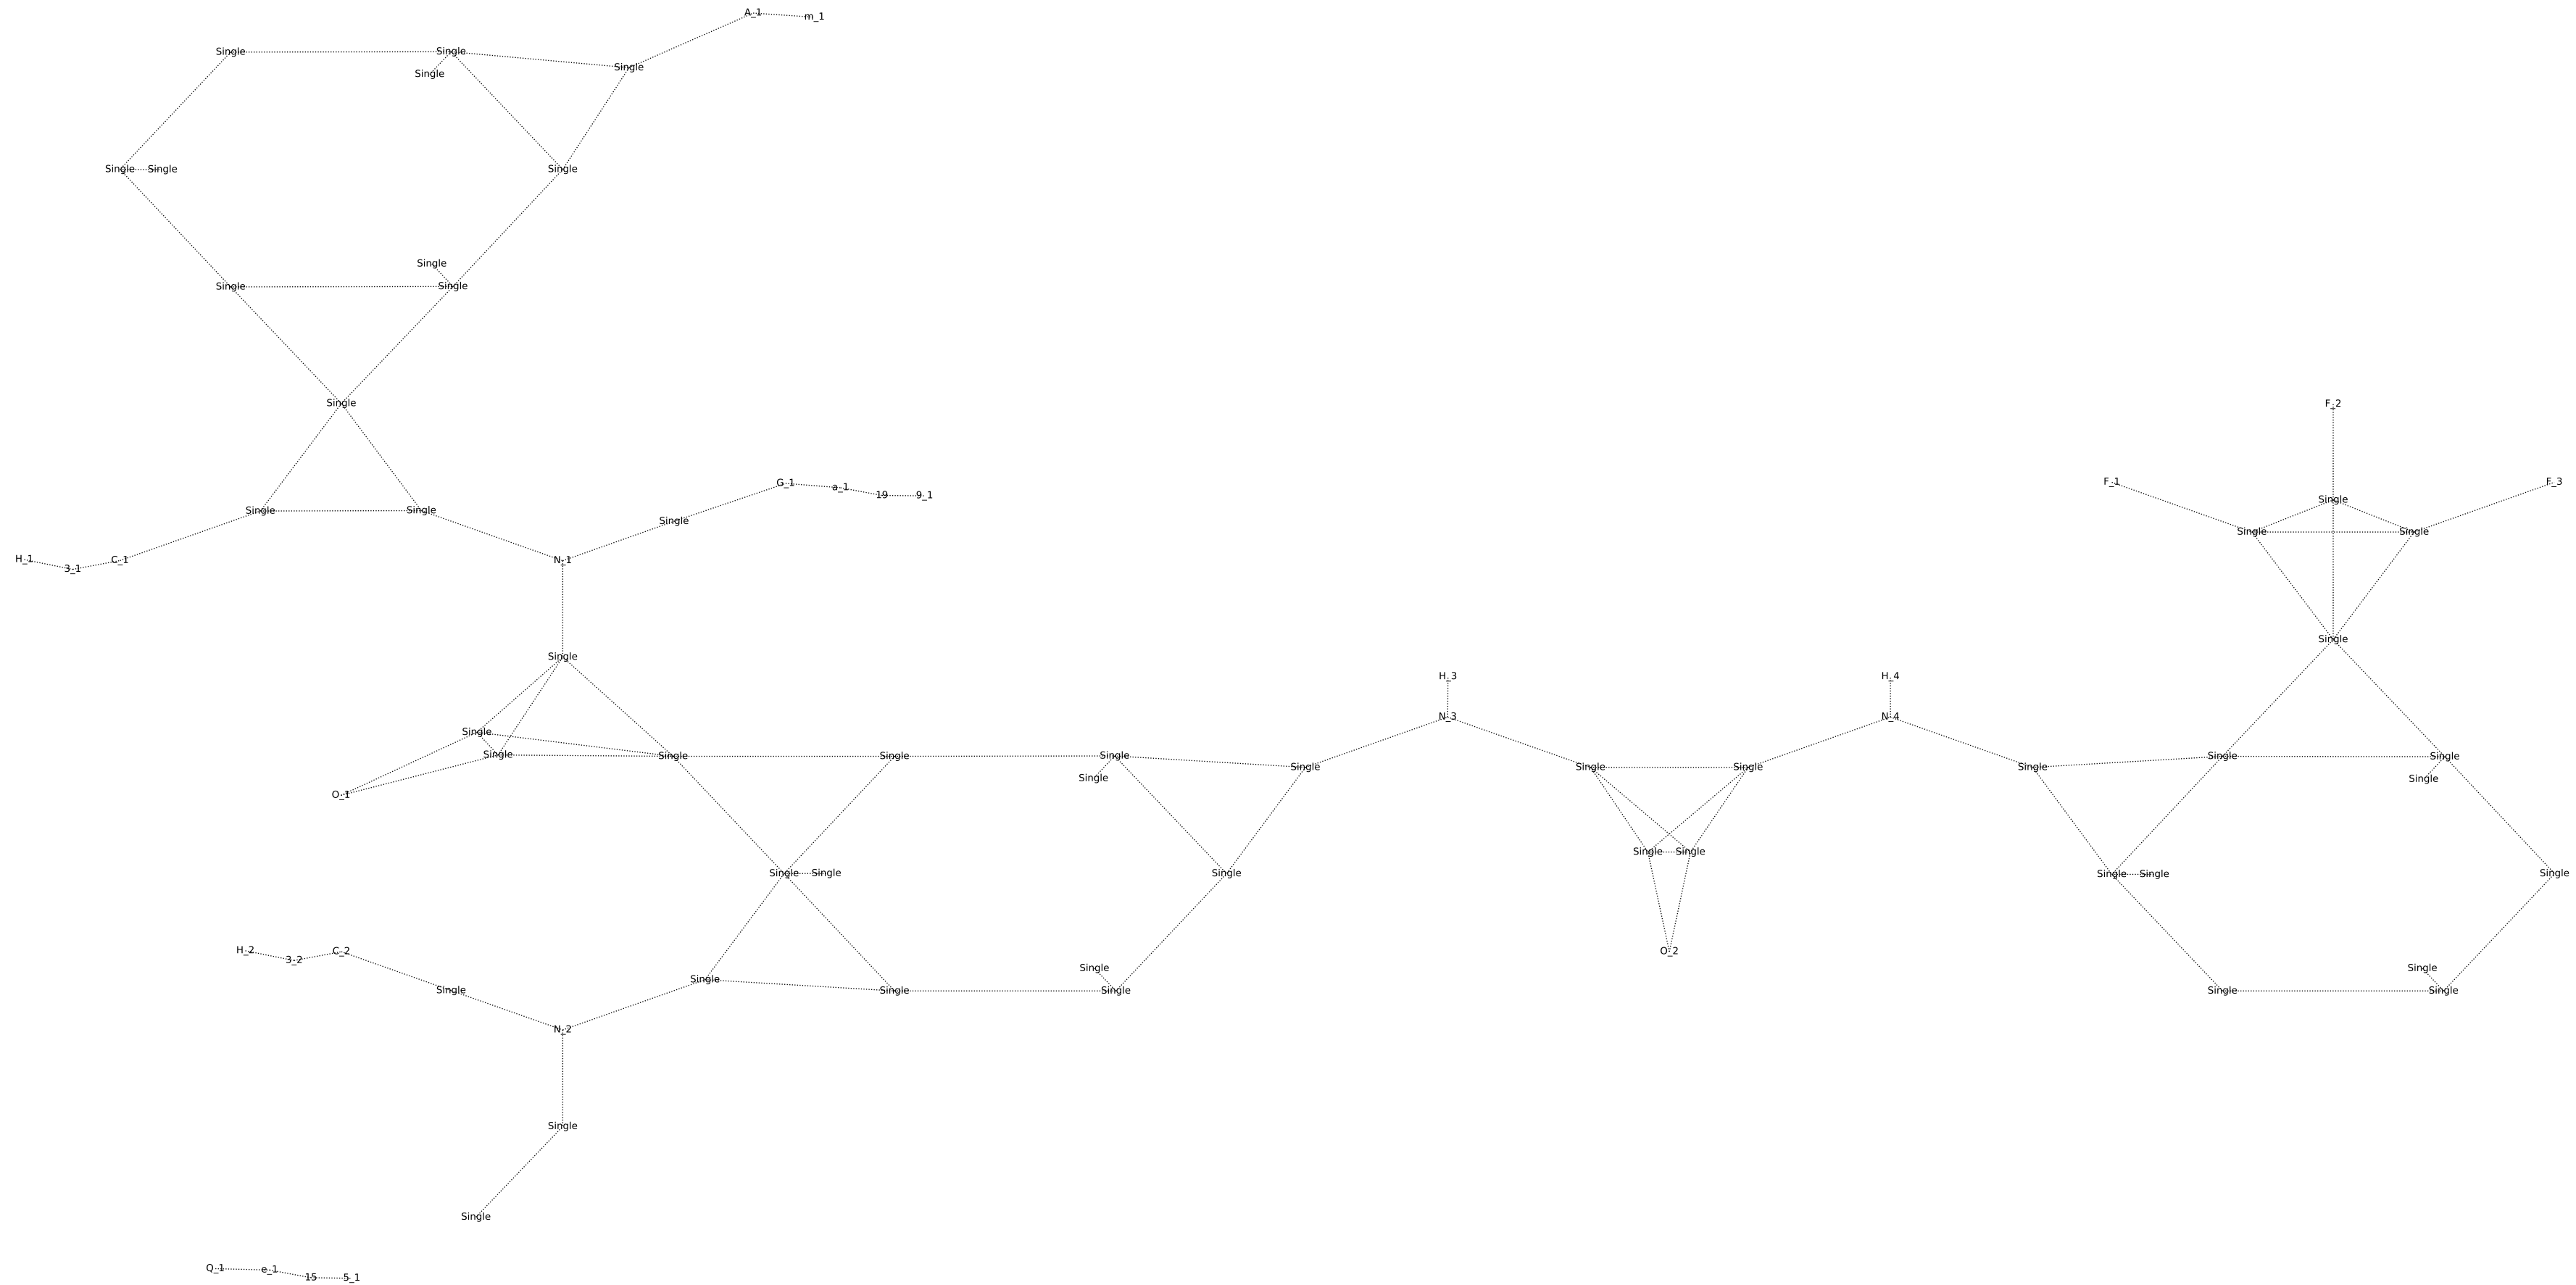 A_1 m_1
Single Single
Single
Single
Single Single Single
Single
Single Single
Single
G_1 a_1 19 9_1
Single Single Single
H_1 3_1 C_1 N_1
F_2
F_1 F_3
Single
Single Single
Single
Single
H_3 H_4
N_3 N_4
Single
Single Single Single Single Single Single
Single Single Single Single Single
Single Single
O_1
Single Single
Single Single Single Single Single Single
H_2 3_2 C_2 O_2
Single Single
Single Single Single Single Single Single
N_2
Single
Single
Q_1 e_1 15 5_1